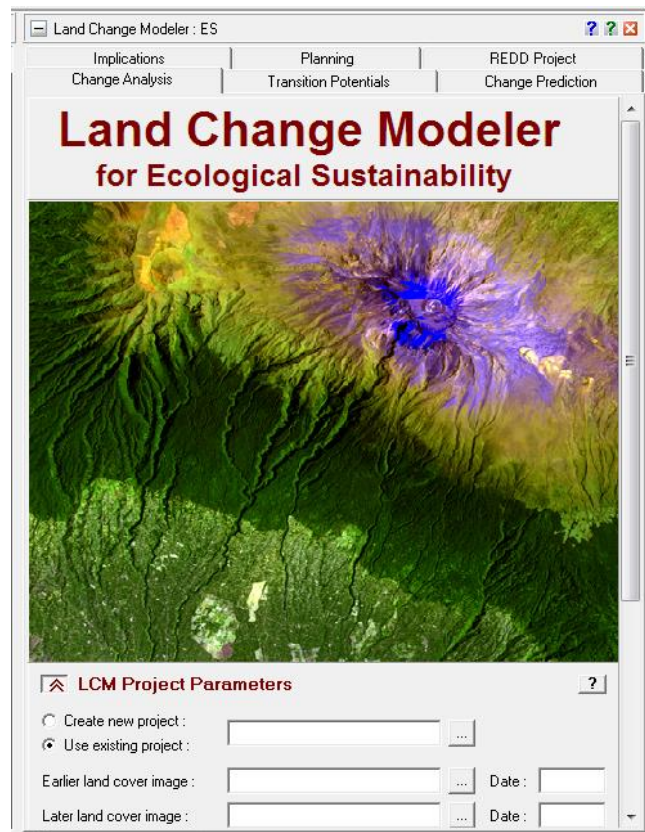 Land Change Modeler : ES ? ?
Implications Planning REDD Project
Change Analysis Transition Potentials Change Prediction
Land Change Modeler
for Ecological Sustainability
LCM Project Parameters ?
Create new project :
Use existing project : ...
Earlier land cover image : ... Date :
Later land cover image : ... Date :